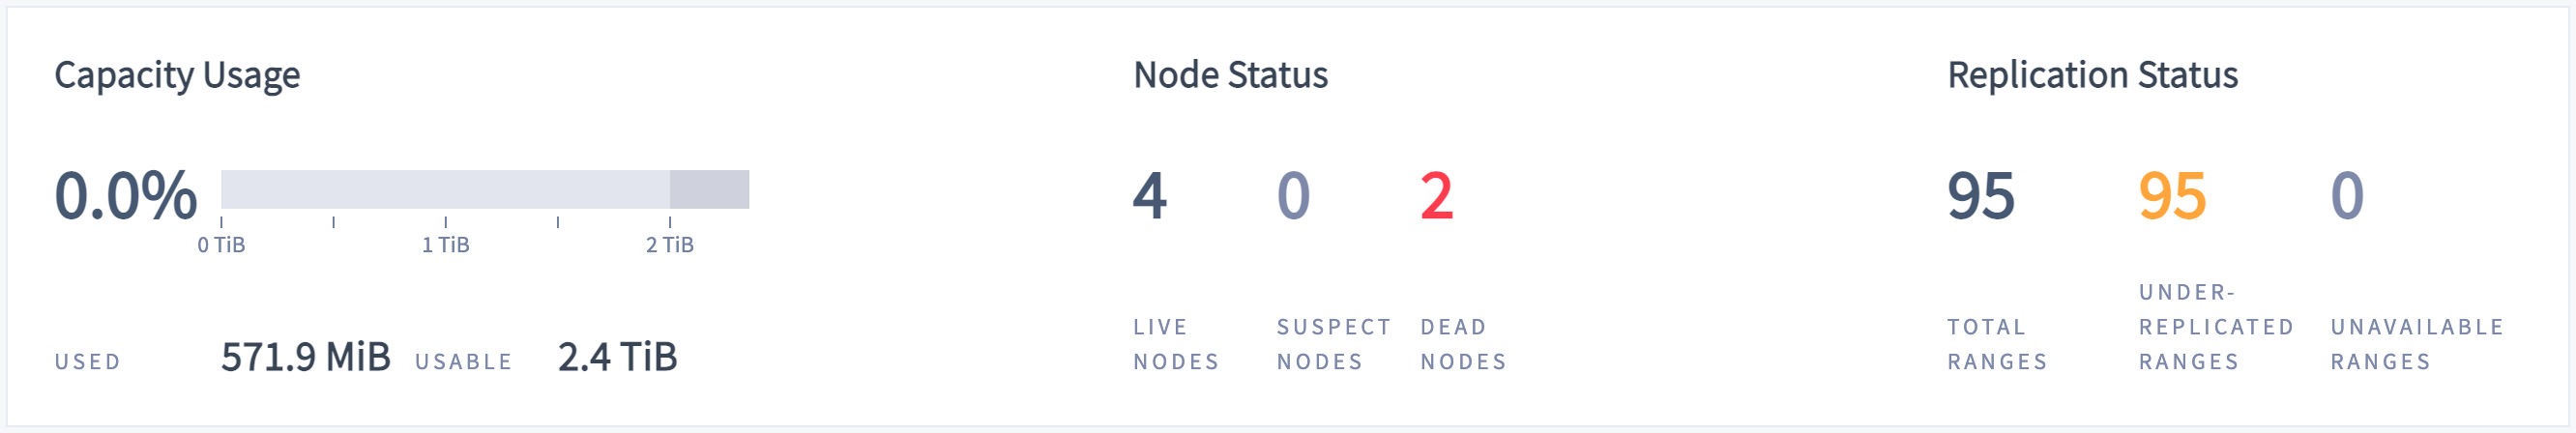 Capacity Usage
0.0%
0 TiB
1 TiB
2 TiB
USED 571.9 MiB USABLE 2.4 TiB
Node Status
4 0 2
LIVE NODES
SUSPECT NODES
DEAD NODES
Replication Status
95 95 0
TOTAL RANGES
UNDER-
REPLICATED
RANGES
UNAVAILABLE RANGES